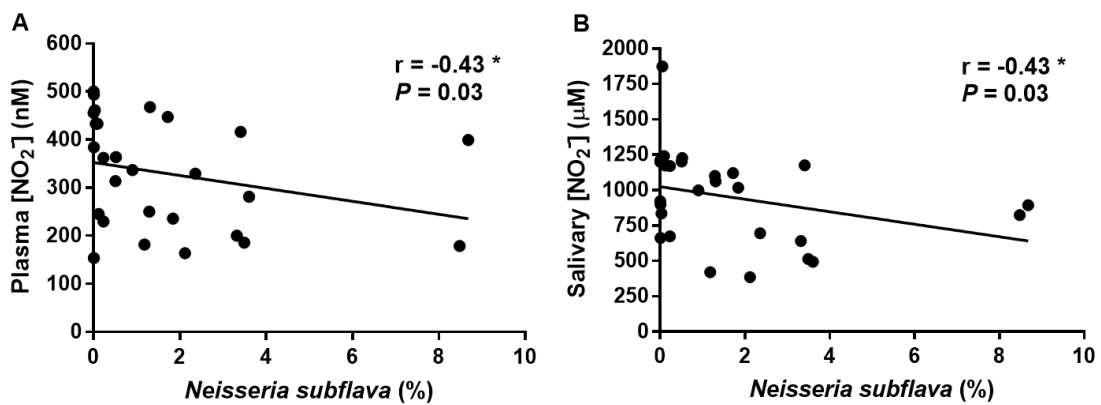 A
600
500
400
300
200
100
0
Plasma [NO₂⁻] (nM)
r = -0.43 *
P = 0.03
0 2 4 6 8 10
Neisseria subflava (%)
B
2000
1750
1500
1250
1000
750
500
250
0
Salivary [NO₂⁻] (μM)
r = -0.43 *
P = 0.03
0 2 4 6 8 10
Neisseria subflava (%)